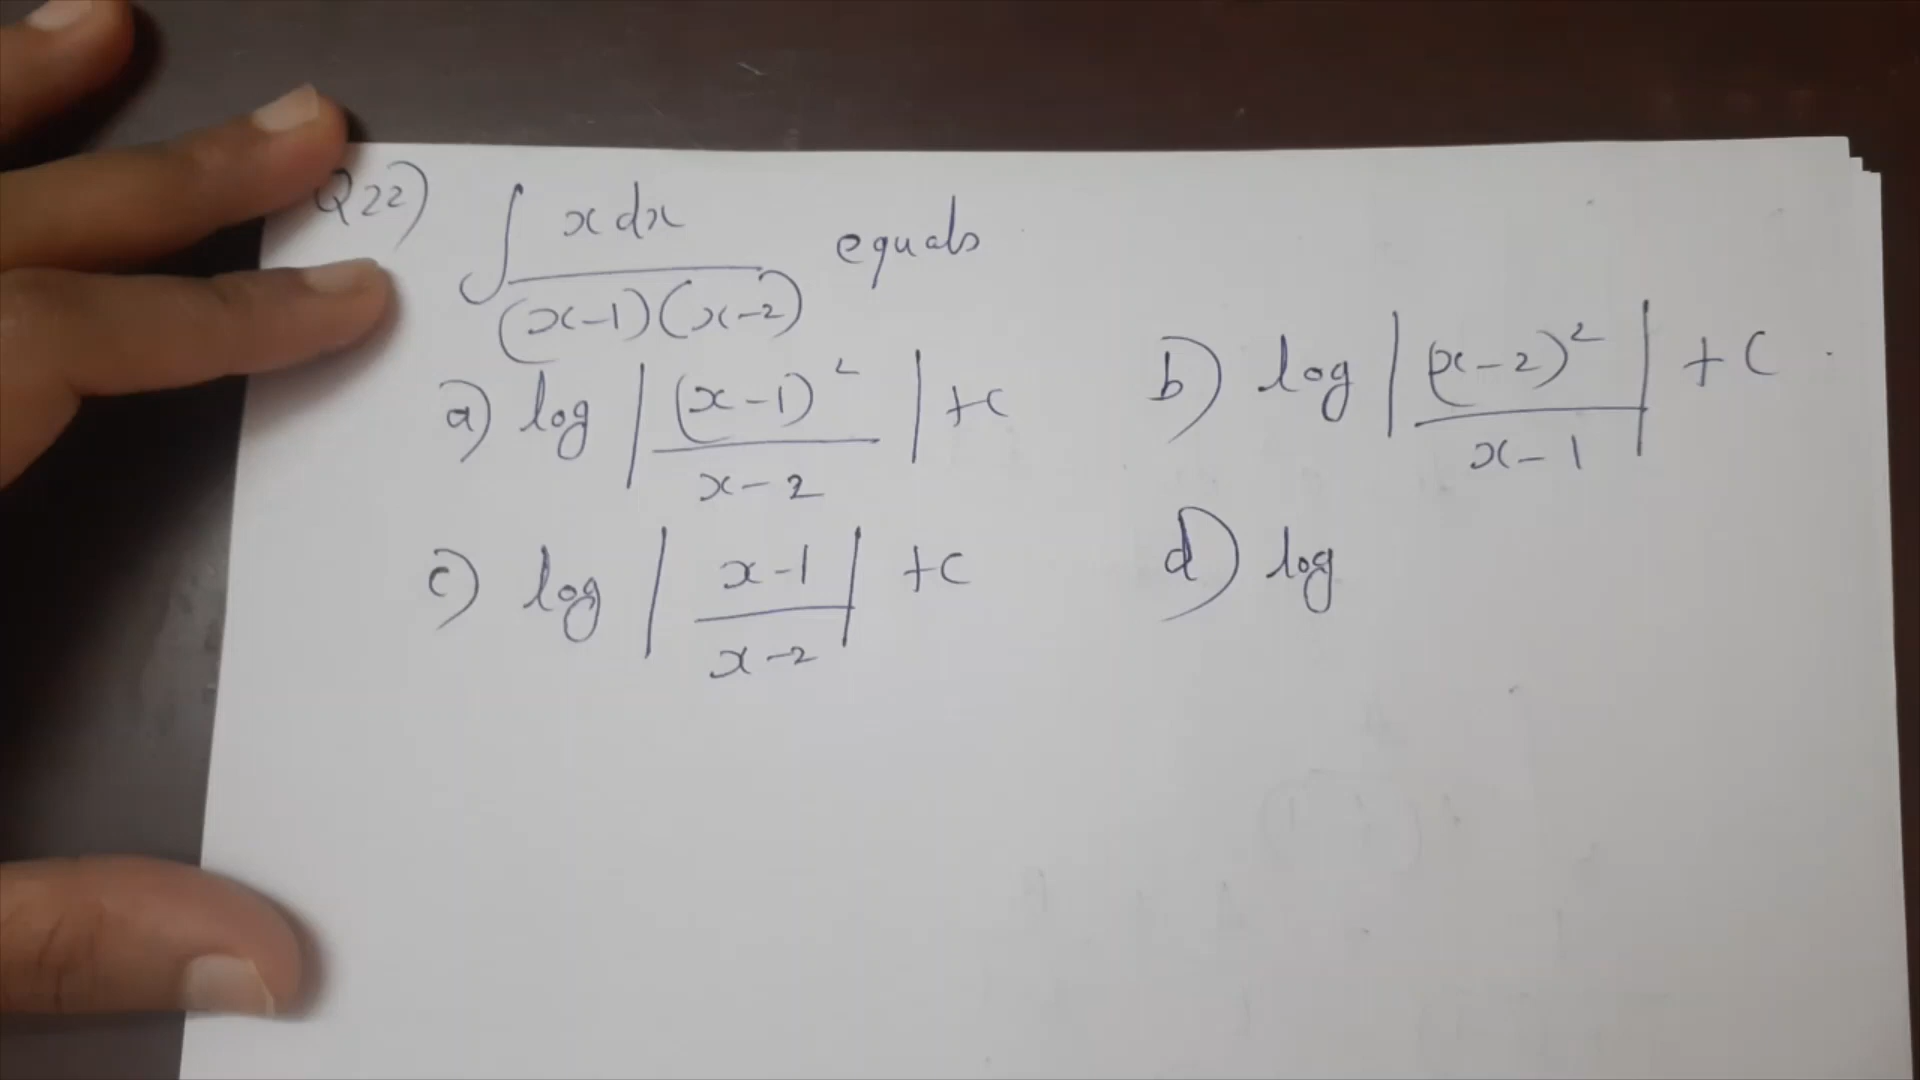 Q22) ∫ x dx / (x-1)(x-2) equals
a) log | (x-1)² / x-2 | +c
b) log | (x-2)² / x-1 | + C
c) log | x-1 / x-2 | +C
d) log